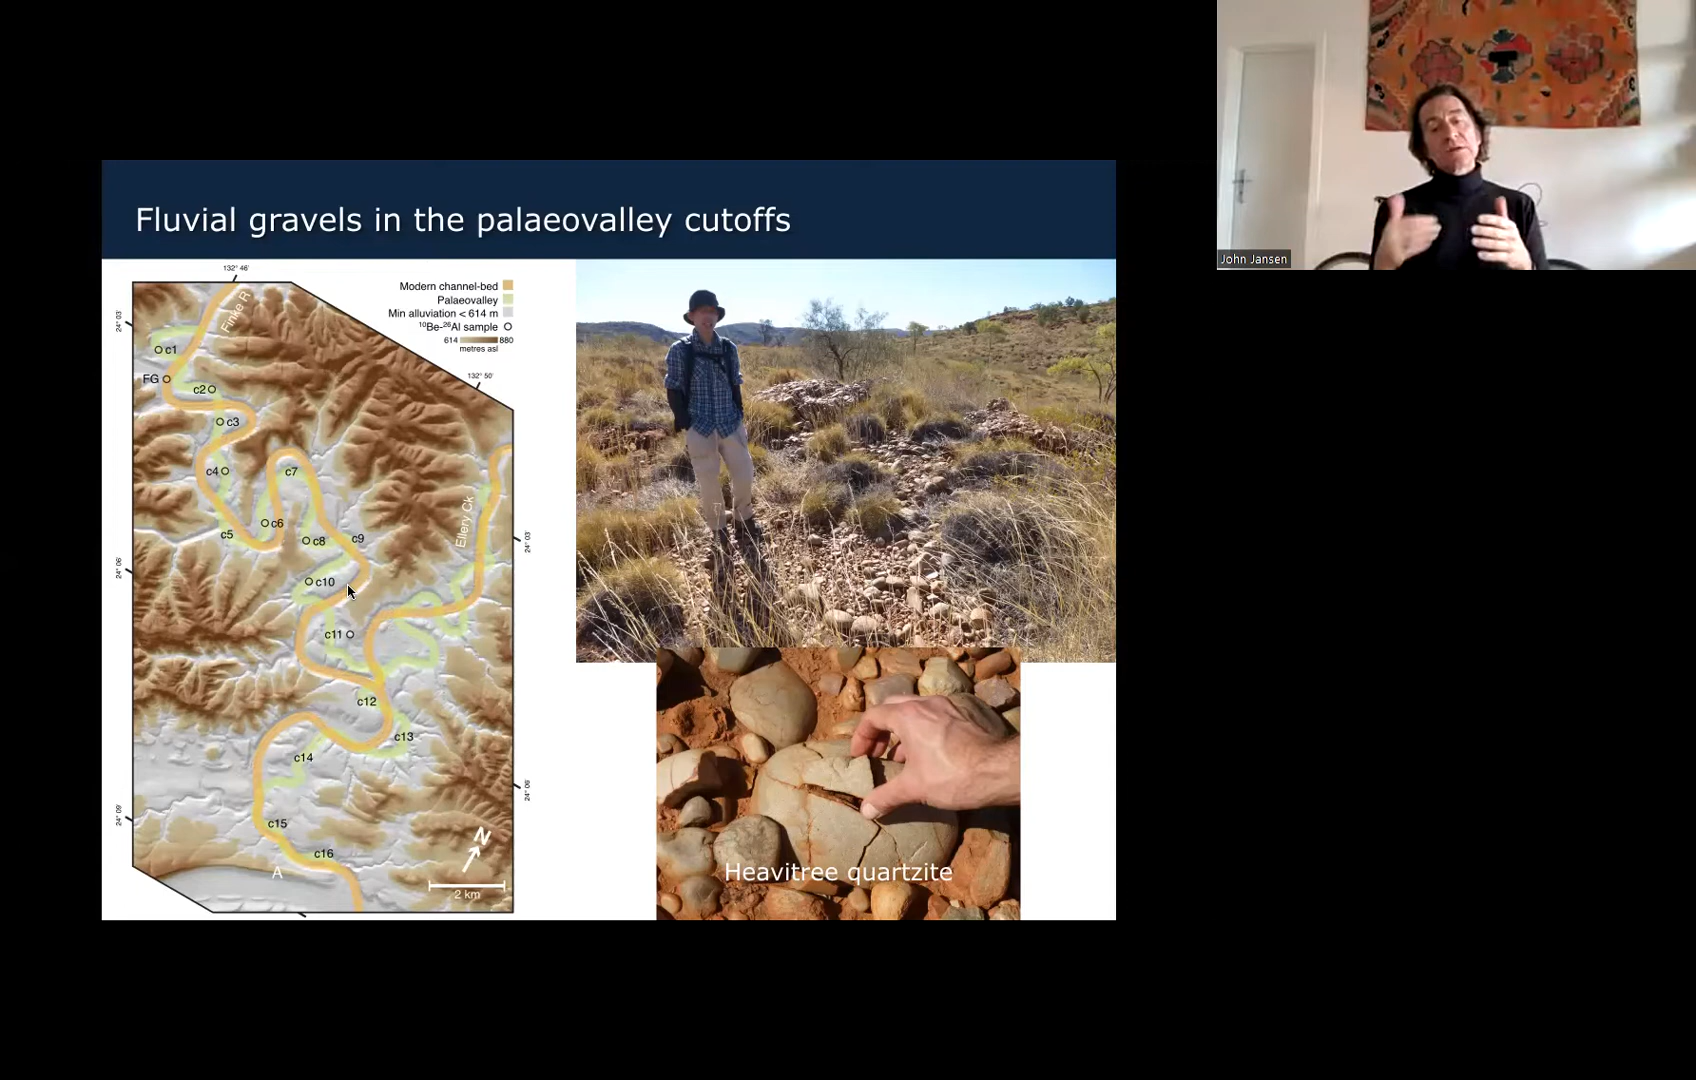 Fluvial gravels in the palaeovalley cutoffs
John Jansen
132° 46'
Modern channel-bed
Palaeovalley
Min alluviation < 614 m
¹⁰Be-²⁶Al sample
614 880
metres asl
24° 03'
Finke R
c1
132° 50'
FG
c2
c3
c4
c7
Ellery Ck
c6
c5
c8
c9
24° 03'
24° 06'
c10
c11
c12
c13
c14
24° 06'
24° 09'
c15
N
c16
A
2 km
Heavitree quartzite